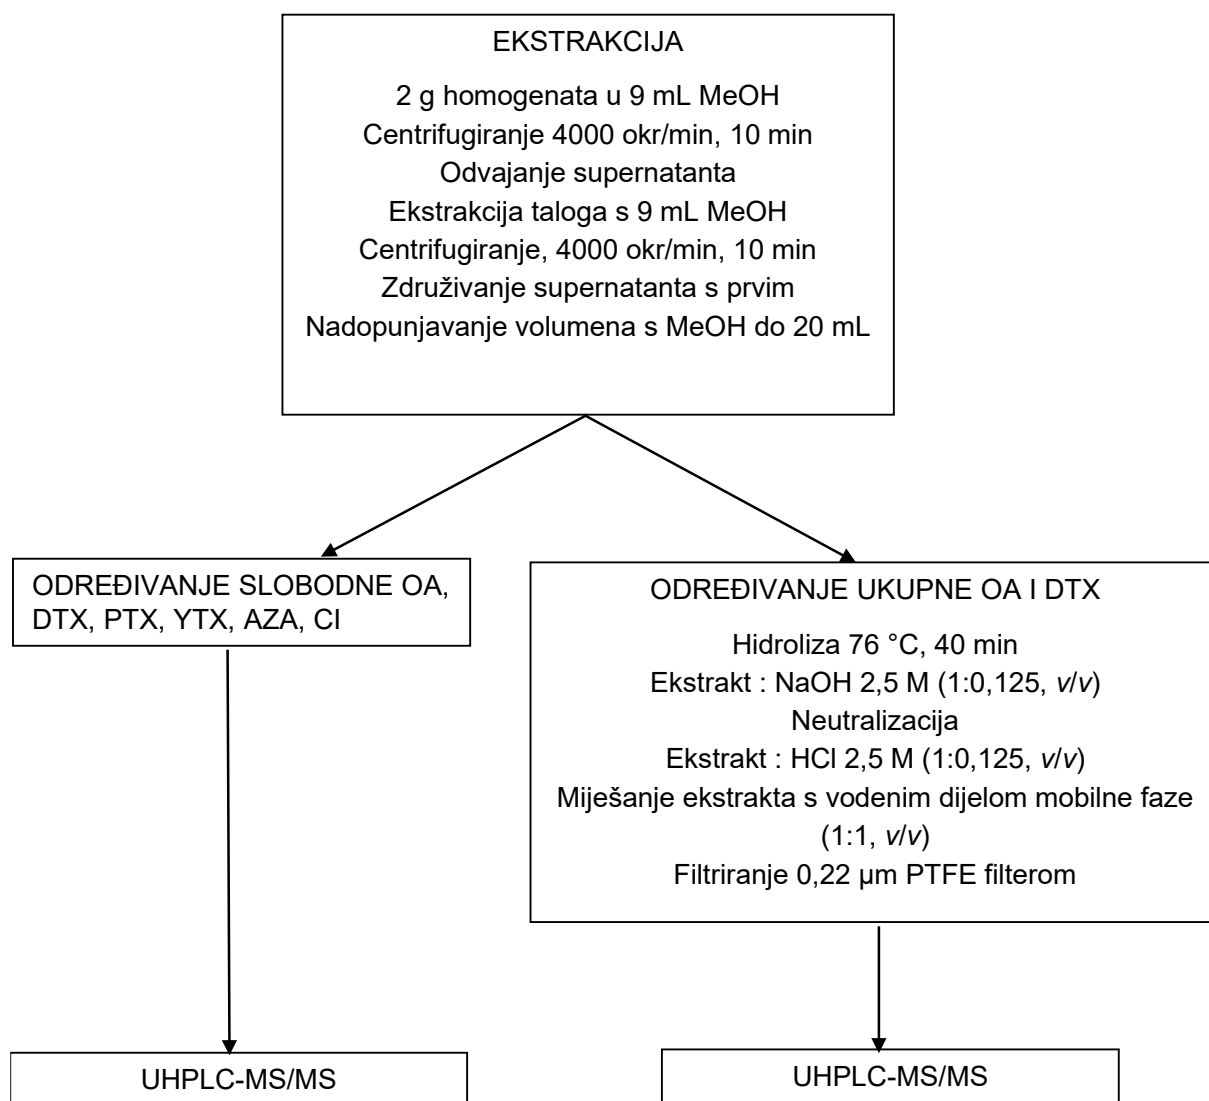 EKSTRAKCIJA
2 g homogenata u 9 mL MeOH
Centrifugiranje 4000 okr/min, 10 min
Odvajanje supernatanta
Ekstrakcija taloga s 9 mL MeOH
Centrifugiranje, 4000 okr/min, 10 min
Združivanje supernatanta s prvim
Nadopunjavanje volumena s MeOH do 20 mL
ODREĐIVANJE SLOBODNE OA,
DTX, PTX, YTX, AZA, CI
ODREĐIVANJE UKUPNE OA I DTX
Hidroliza 76 °C, 40 min
Ekstrakt : NaOH 2,5 M (1:0,125, v/v)
Neutralizacija
Ekstrakt : HCl 2,5 M (1:0,125, v/v)
Miješanje ekstrakta s vodenim dijelom mobilne faze
(1:1, v/v)
Filtriranje 0,22 µm PTFE filterom
UHPLC-MS/MS
UHPLC-MS/MS